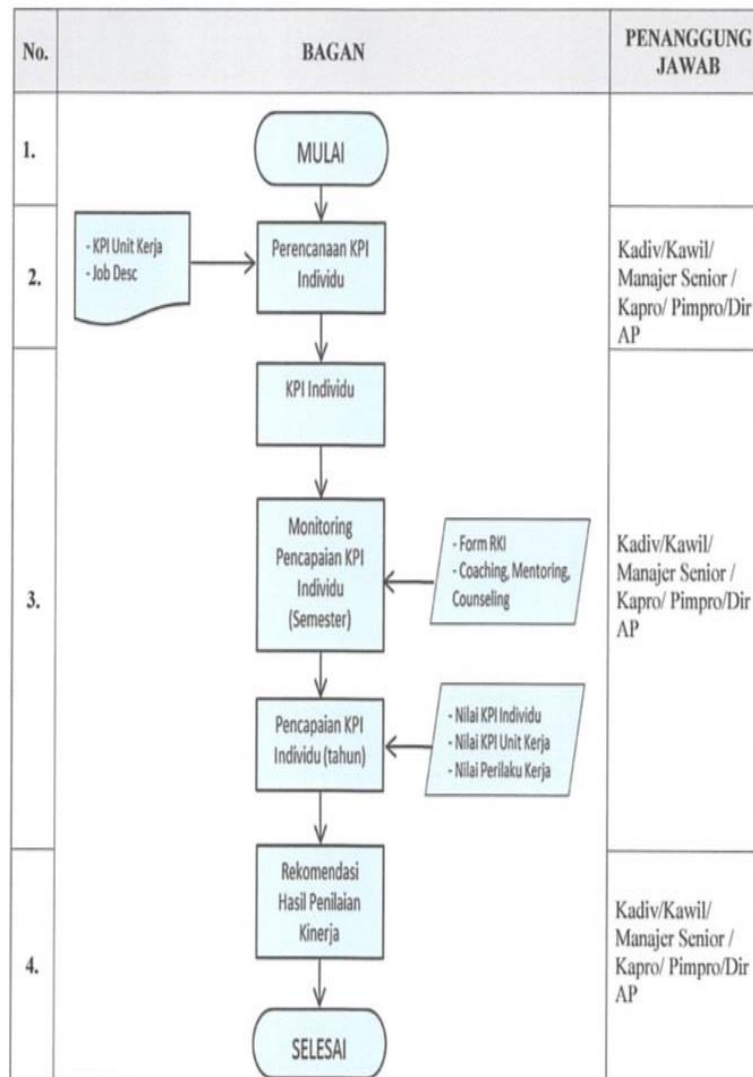 No.
BAGAN
PENANGGUNG
JAWAB
1.
MULAI
2.
- KPI Unit Kerja
- Job Desc
Perencanaan KPI
Individu
Kadiv/Kawil/
Manajer Senior /
Kapro/ Pimpro/Dir
AP
3.
KPI Individu
Monitoring
Pencapaian KPI
Individu
(Semester)
- Form RKI
- Coaching, Mentoring,
Counseling
Kadiv/Kawil/
Manajer Senior /
Kapro/ Pimpro/Dir
AP
Pencapaian KPI
Individu (tahun)
- Nilai KPI Individu
- Nilai KPI Unit Kerja
- Nilai Perilaku Kerja
4.
Rekomendasi
Hasil Penilaian
Kinerja
Kadiv/Kawil/
Manajer Senior /
Kapro/ Pimpro/Dir
AP
SELESAI